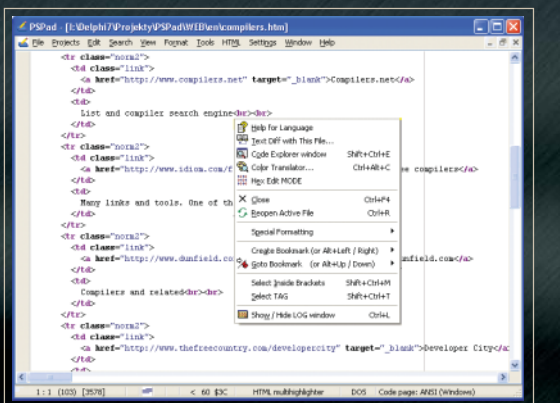 PSPad - [I:\Delphi7\Projekty\PSPad\WEB\en\compilers.htm]
File Projects Edit Search View Format Tools HTML Settings Window Help
<tr class="norm2">
<td class="link">
<a href="http://www.compilers.net" target="_blank">Compilers.net</a>
</td>
<td>
List and compiler search engine<br><br>
</td>
</tr>
<tr class="norm2">
<td class="link">
<a href="http://www.idiom.com/f
ee compilers</a>
</td>
<td>
Many links and tools. One of th
</td>
</tr>
<tr class="norm2">
<td class="link">
<a href="http://www.dunfield.co
nfield.com</a>
</td>
<td>
Compilers and related<br><br>
</td>
</tr>
<tr class="norm2">
<td class="link">
<a href="http://www.thefreecountry.com/developercity" target="_blank">Developer City</a
</td>
<td>
Help for Language
Text Diff with This File...
Code Explorer window Shift+Ctrl+E
Color Translator... Ctrl+Alt+C
Hex Edit MODE
Close Ctrl+F4
Reopen Active File Ctrl+R
Special Formatting
Create Bookmark (or Alt+Left / Right)
Goto Bookmark (or Alt+Up / Down)
Select Inside Brackets Shift+Ctrl+M
Select TAG Shift+Ctrl+T
Show / Hide LOG window Ctrl+L
1 : 1 (103) [3578] < 60 $3C HTML multihighlighter DOS Code page: ANSI (Windows)